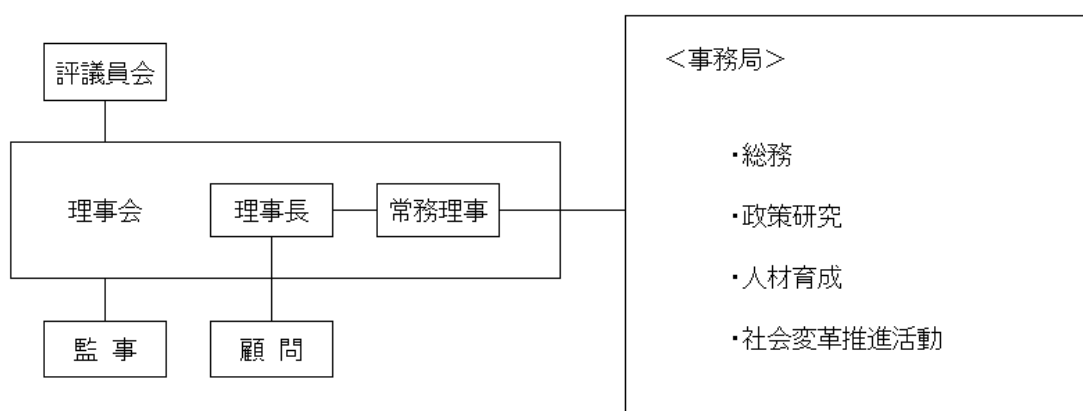 評議員会
理事会
理事長
常務理事
監 事
顧 問
＜事務局＞
・総務
・政策研究
・人材育成
・社会変革推進活動